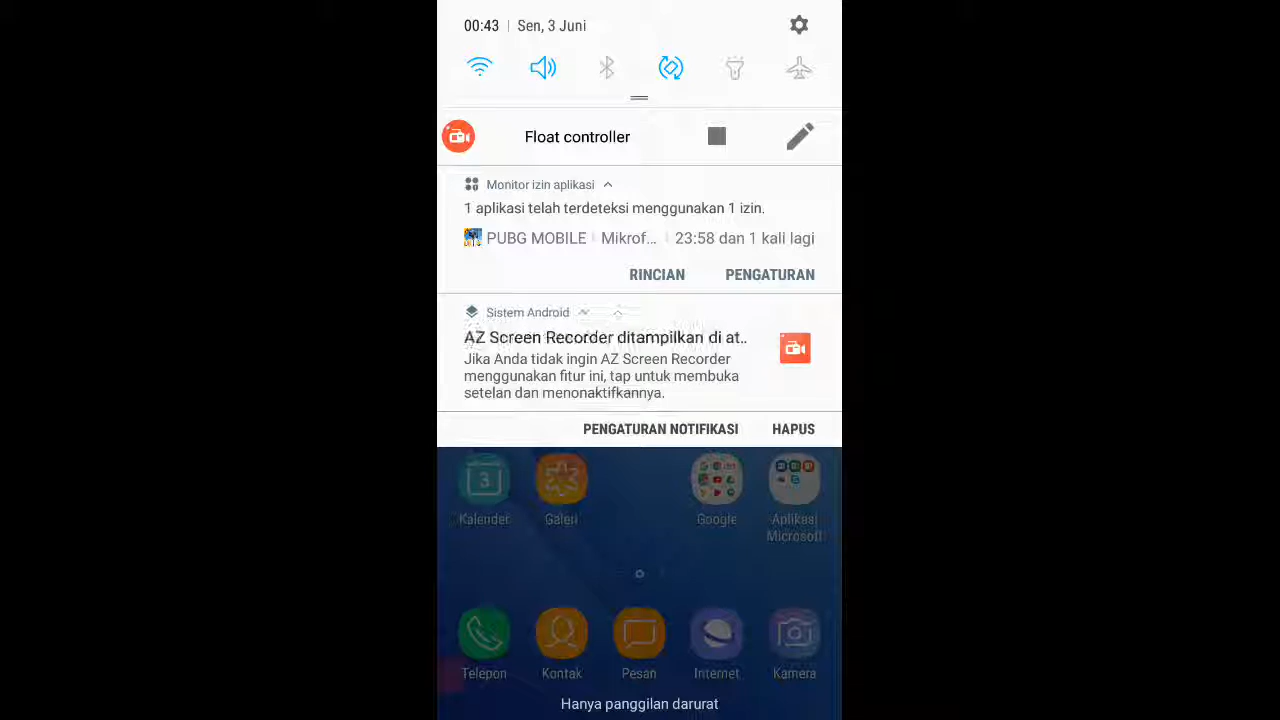 00:43 | Sen, 3 Juni
Float controller
Monitor izin aplikasi
1 aplikasi telah terdeteksi menggunakan 1 izin.
PUBG MOBILE Mikrof... 23:58 dan 1 kali lagi
RINCIAN PENGATURAN
Sistem Android
AZ Screen Recorder ditampilkan di at..
Jika Anda tidak ingin AZ Screen Recorder
menggunakan fitur ini, tap untuk membuka
setelan dan menonaktifkannya.
PENGATURAN NOTIFIKASI HAPUS
3
Kalender Galeri Google Aplikasi
Microsoft
Telepon Kontak Pesan Internet Kamera
Hanya panggilan darurat